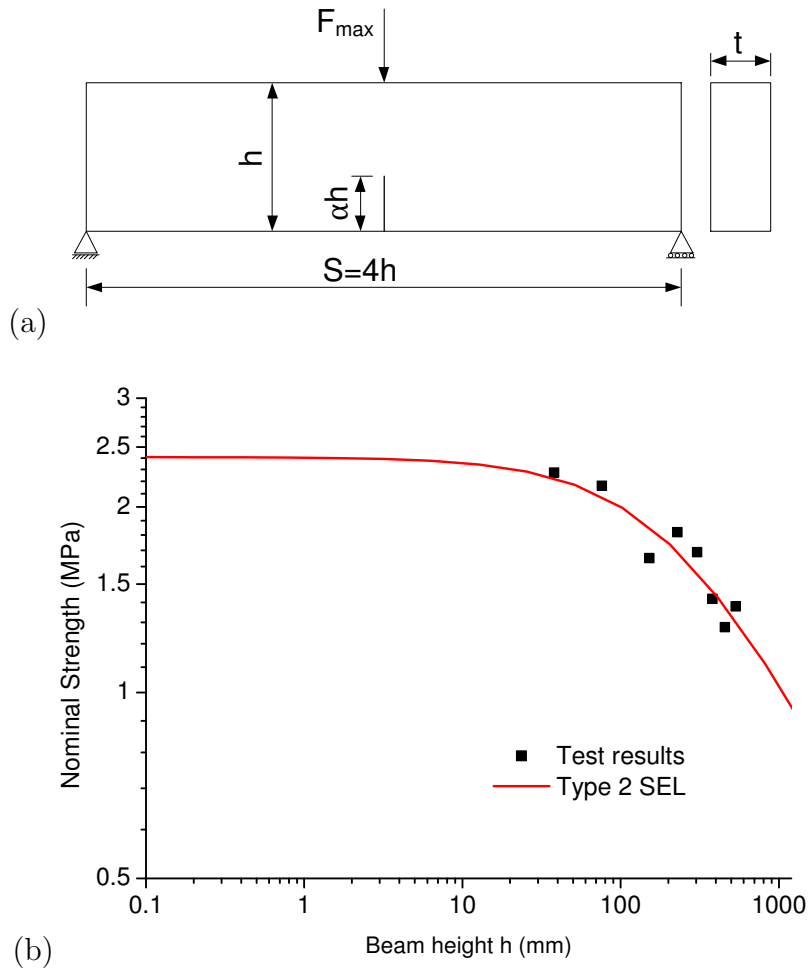 F_max
t
h
αh
S=4h
(a)
3
2.5
2
1.5
1
0.5
Nominal Strength (MPa)
Test results
Type 2 SEL
0.1 1 10 100 1000
Beam height h (mm)
(b)